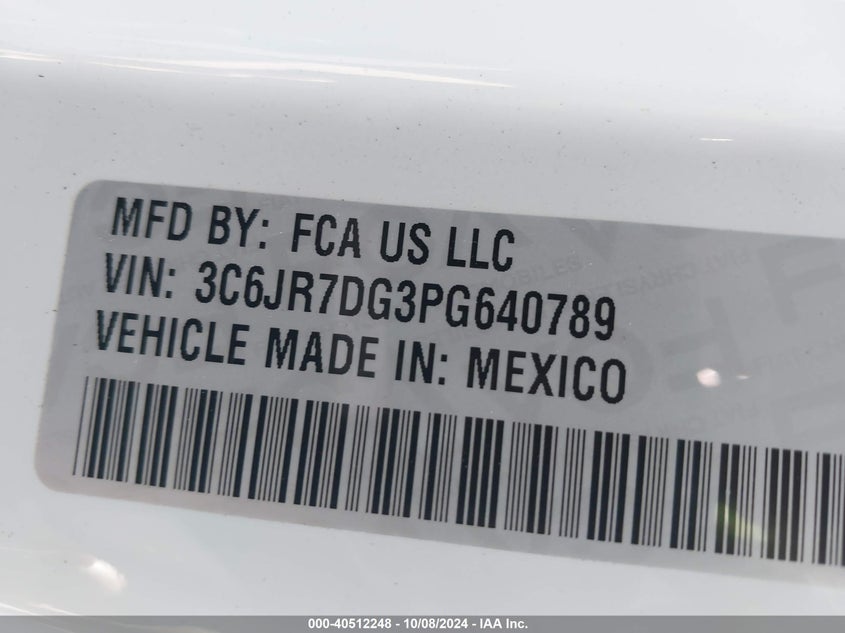 MFD BY: FCA US LLC
VIN: 3C6JR7DG3PG640789
VEHICLE MADE IN: MEXICO
000-40512248 - 10/08/2024 - IAA Inc.